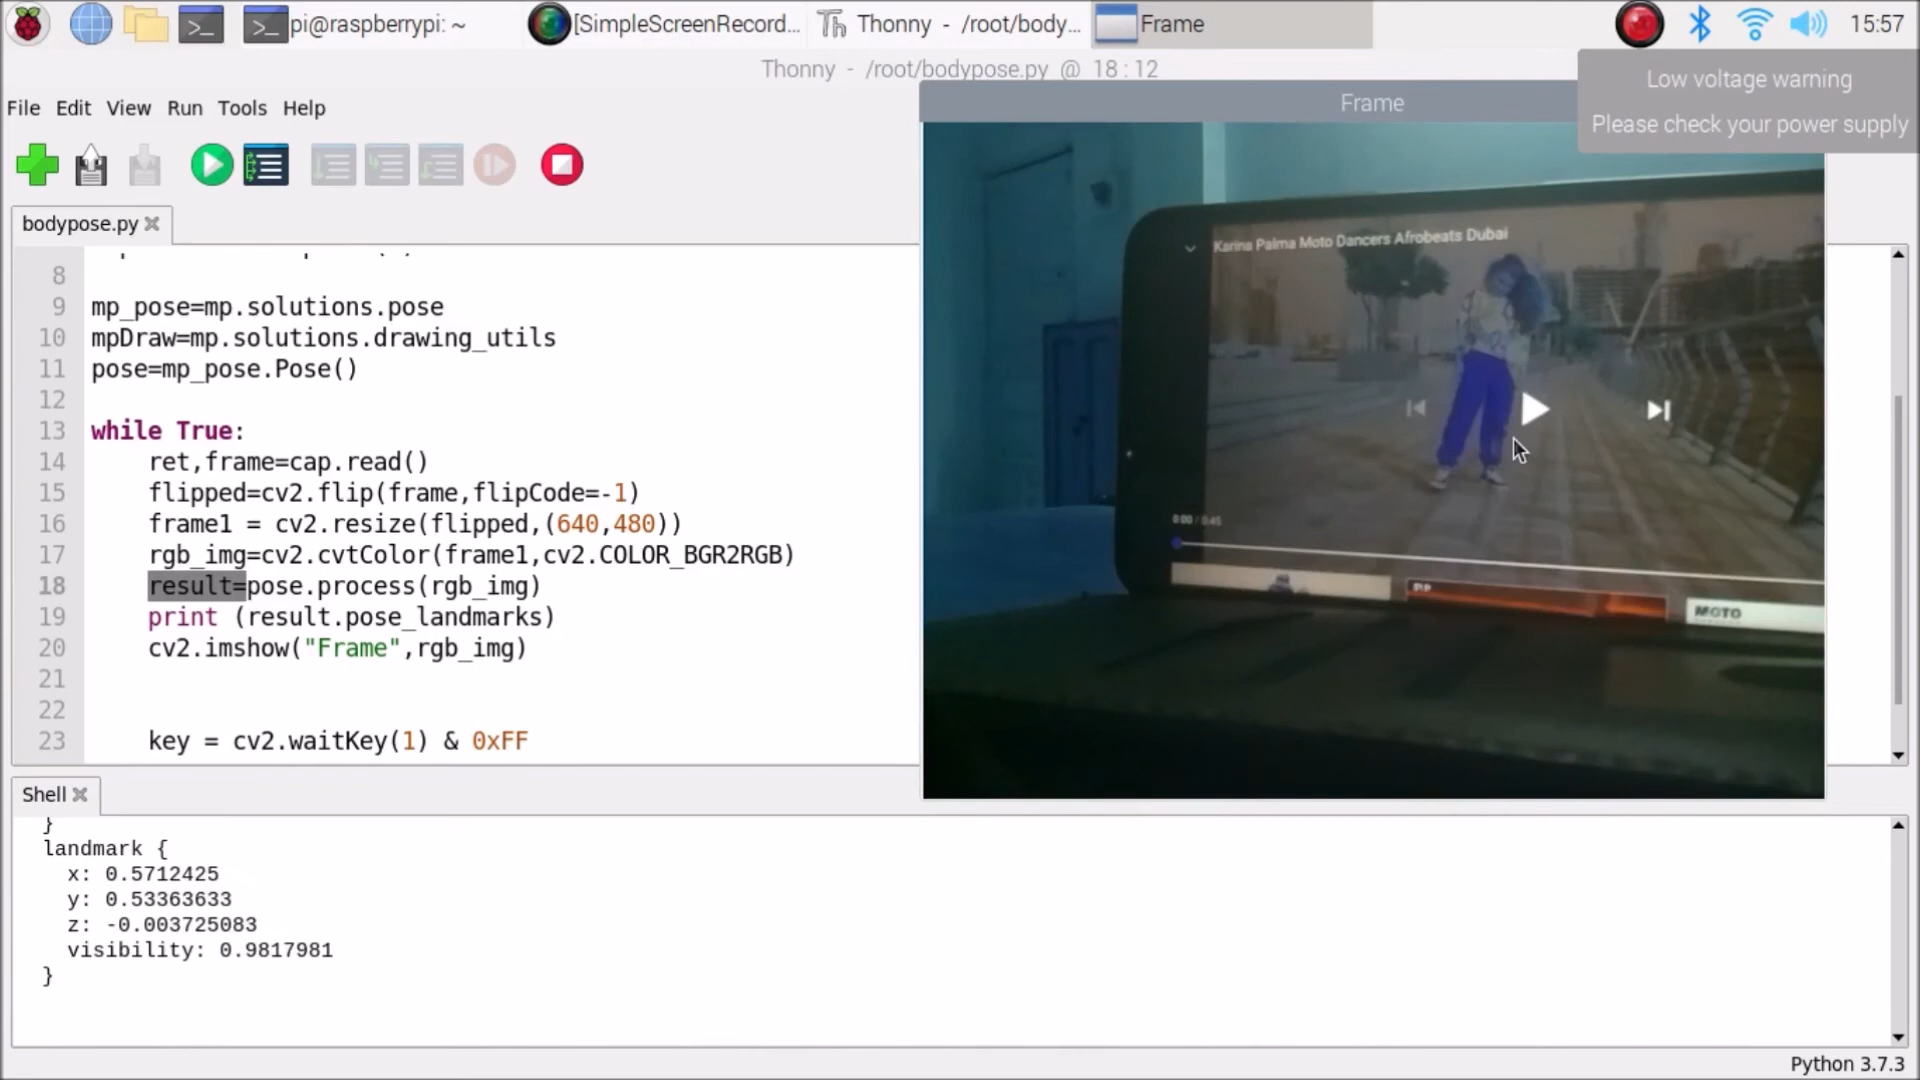 pi@raspberrypi: ~
[SimpleScreenRecord...
Thonny - /root/body...
Frame
15:57
Thonny - /root/bodypose.py @ 18:12
Low voltage warning
Please check your power supply
File Edit View Run Tools Help
Frame
bodypose.py
8
9 mp_pose=mp.solutions.pose
10 mpDraw=mp.solutions.drawing_utils
11 pose=mp_pose.Pose()
12
13 while True:
14 ret,frame=cap.read()
15 flipped=cv2.flip(frame,flipCode=-1)
16 frame1 = cv2.resize(flipped,(640,480))
17 rgb_img=cv2.cvtColor(frame1,cv2.COLOR_BGR2RGB)
18 result=pose.process(rgb_img)
19 print (result.pose_landmarks)
20 cv2.imshow("Frame",rgb_img)
21
22
23 key = cv2.waitKey(1) & 0xFF
Karina Palma Moto Dancers Afrobeats Dubai
0:00 / 0:45
MOTO
Shell
}
landmark {
x: 0.5712425
y: 0.53363633
z: -0.003725083
visibility: 0.9817981
}
Python 3.7.3